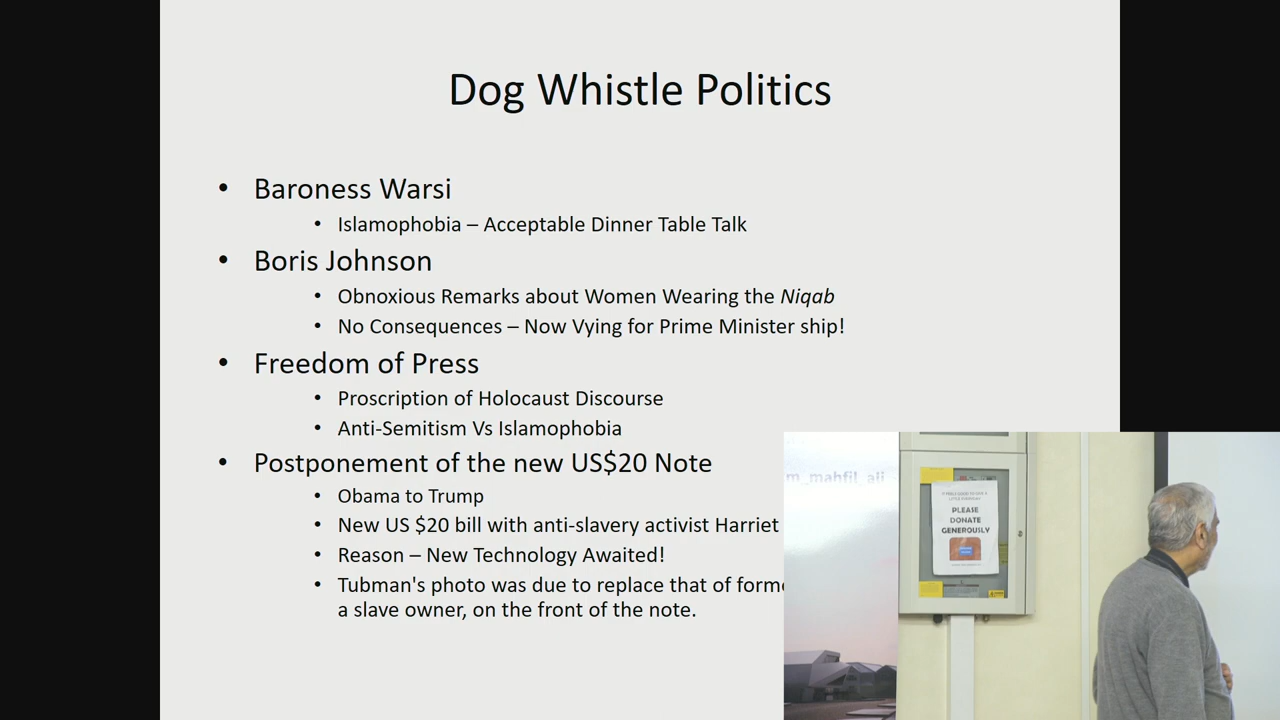 Dog Whistle Politics
• Baroness Warsi
• Islamophobia – Acceptable Dinner Table Talk
• Boris Johnson
• Obnoxious Remarks about Women Wearing the Niqab
• No Consequences – Now Vying for Prime Minister ship!
• Freedom of Press
• Proscription of Holocaust Discourse
• Anti-Semitism Vs Islamophobia
• Postponement of the new US$20 Note
• Obama to Trump
• New US $20 bill with anti-slavery activist Harriet
• Reason – New Technology Awaited!
• Tubman's photo was due to replace that of forme
a slave owner, on the front of the note.
m_mahfil_ali
PLEASE
DONATE
GENEROUSLY